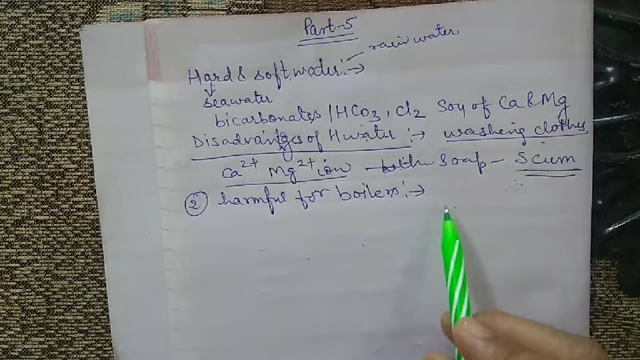 Part-5
rain water
Hard & soft water:→
seawater
bicarbonates /HCO3, Cl2 SO4 of Ca & Mg
Disadvantages of H water:→ washing clothes
Ca2+ Mg2+ ion - with Soap - Scum
② harmful for boilers:→